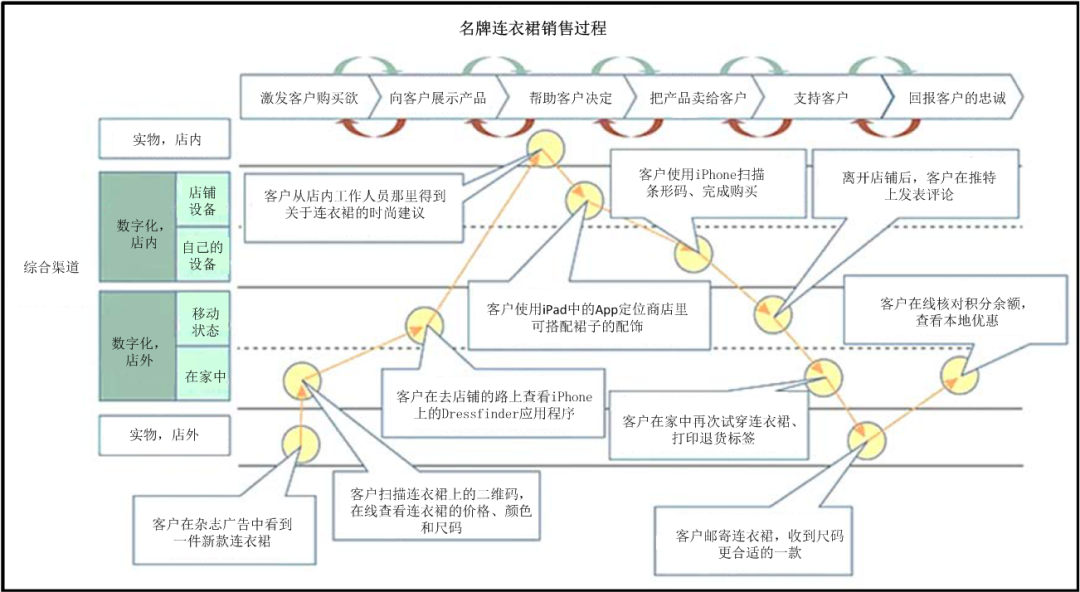 名牌连衣裙销售过程
激发客户购买欲
向客户展示产品
帮助客户决定
把产品卖给客户
支持客户
回报客户的忠诚
实物，店内
数字化，
店内
店铺
设备
自己的
设备
综合渠道
数字化，
店外
移动
状态
在家中
实物，店外
客户从店内工作人员那里得到
关于连衣裙的时尚建议
客户使用iPhone扫描
条形码、完成购买
离开店铺后，客户在推特
上发表评论
客户使用iPad中的App定位商店里
可搭配裙子的配饰
客户在线核对积分余额，
查看本地优惠
客户在去店铺的路上查看iPhone
上的Dressfinder应用程序
客户在家中再次试穿连衣裙、
打印退货标签
客户在杂志广告中看到
一件新款连衣裙
客户扫描连衣裙上的二维码，
在线查看连衣裙的价格、颜色
和尺码
客户邮寄连衣裙，收到尺码
更合适的一款